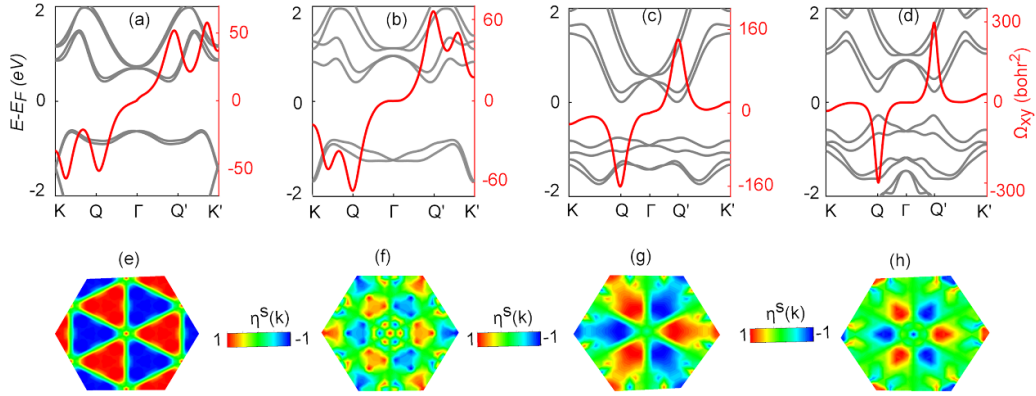 (a) (b) (c) (d)
2 50 2 60 2 160 2 300
E-E_F (eV) 0 0 0 0 0 0 0 0 Ωxy (bohr²)
-2 -50 -2 -60 -2 -160 -2 -300
K Q Γ Q' K' K Q Γ Q' K' K Q Γ Q' K' K Q Γ Q' K'
(e) (f) (g) (h)
η^s(k) η^s(k) η^s(k)
1 -1 1 -1 1 -1